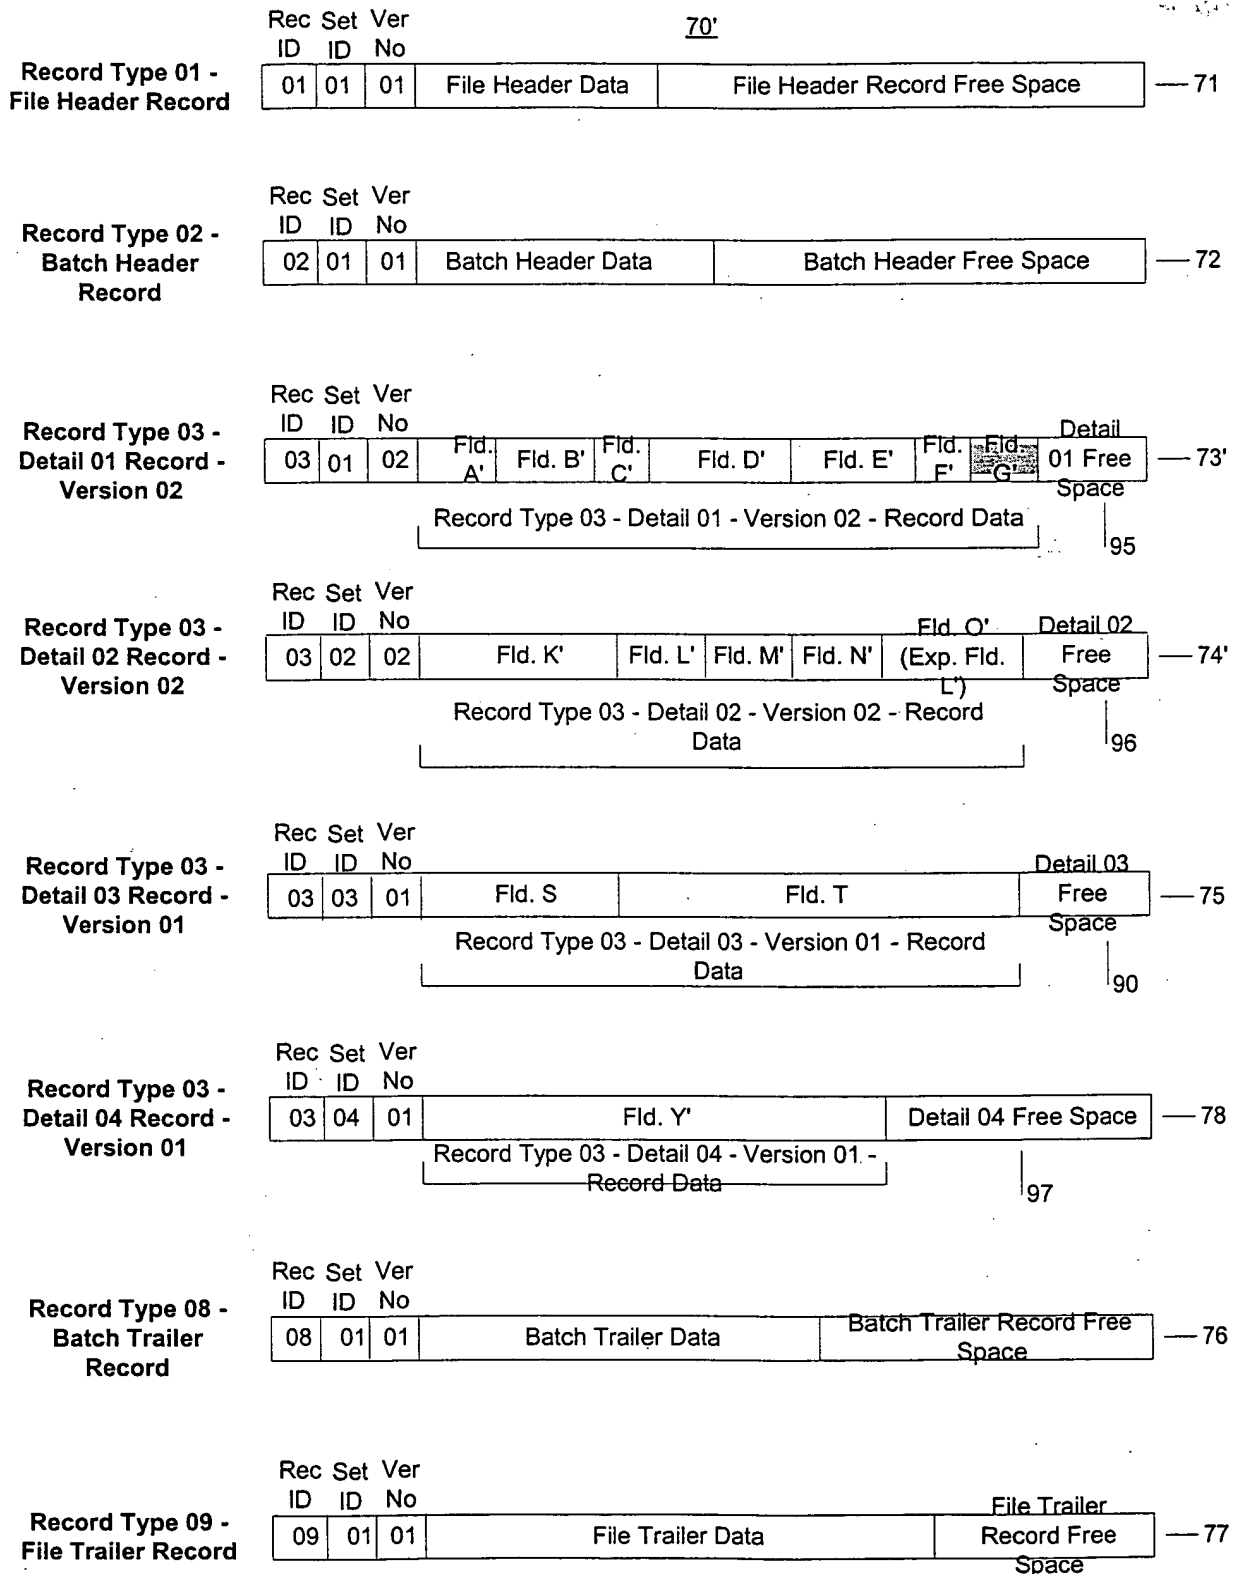 70'
Rec Set Ver
ID ID No
Record Type 01 -
File Header Record
01 01 01 File Header Data File Header Record Free Space 71
Rec Set Ver
ID ID No
Record Type 02 -
Batch Header
Record
02 01 01 Batch Header Data Batch Header Free Space 72
Rec Set Ver
ID ID No
Record Type 03 -
Detail 01 Record -
Version 02
03 01 02 Fld. A' Fld. B' Fld. C' Fld. D' Fld. E' Fld. F' Fld. G' Detail 01 Free Space 73'
Record Type 03 - Detail 01 - Version 02 - Record Data
95
Rec Set Ver
ID ID No
Record Type 03 -
Detail 02 Record -
Version 02
03 02 02 Fld. K' Fld. L' Fld. M' Fld. N' Fld. O' (Exp. Fld. L') Detail 02 Free Space 74'
Record Type 03 - Detail 02 - Version 02 - Record
Data
96
Rec Set Ver
ID ID No
Record Type 03 -
Detail 03 Record -
Version 01
03 03 01 Fld. S Fld. T Detail 03 Free Space 75
Record Type 03 - Detail 03 - Version 01 - Record
Data
90
Rec Set Ver
ID ID No
Record Type 03 -
Detail 04 Record -
Version 01
03 04 01 Fld. Y' Detail 04 Free Space 78
Record Type 03 - Detail 04 - Version 01 -
Record Data
97
Rec Set Ver
ID ID No
Record Type 08 -
Batch Trailer
Record
08 01 01 Batch Trailer Data Batch Trailer Record Free Space 76
Rec Set Ver
ID ID No
Record Type 09 -
File Trailer Record
09 01 01 File Trailer Data File Trailer Record Free Space 77